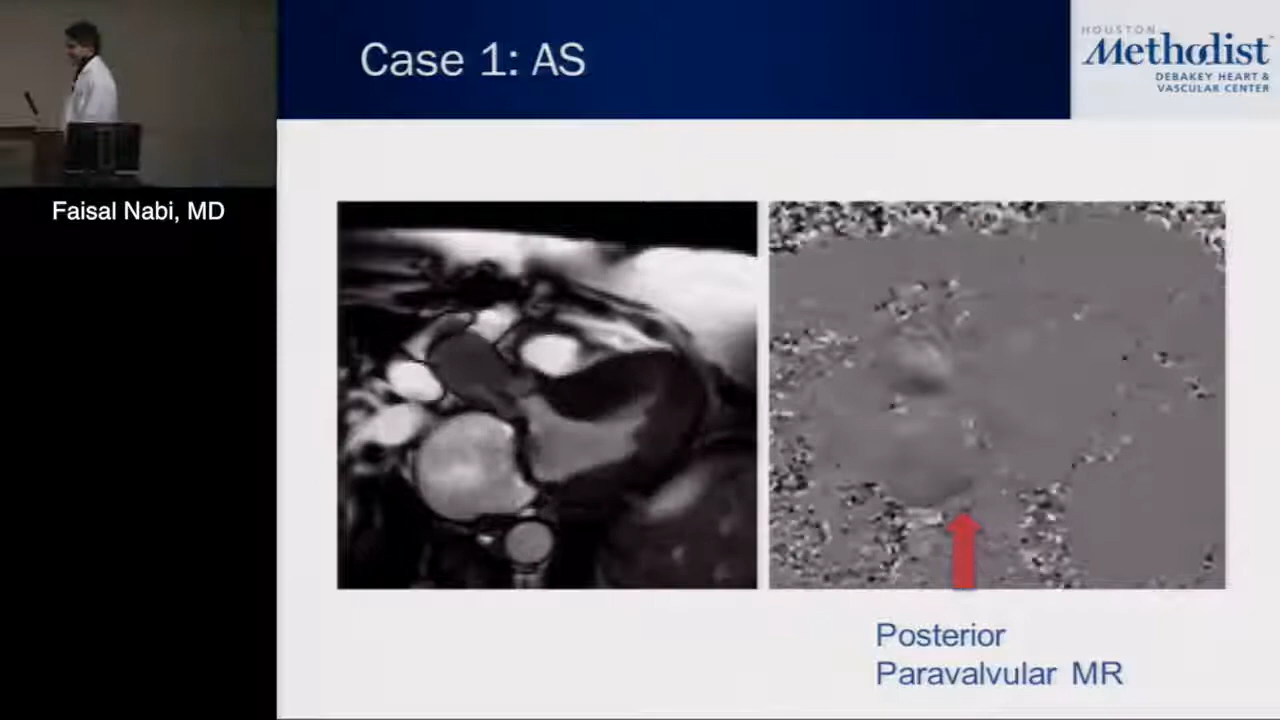 Case 1: AS
HOUSTON
Methodist
DEBAKEY HEART &
VASCULAR CENTER
Faisal Nabi, MD
Posterior
Paravalvular MR